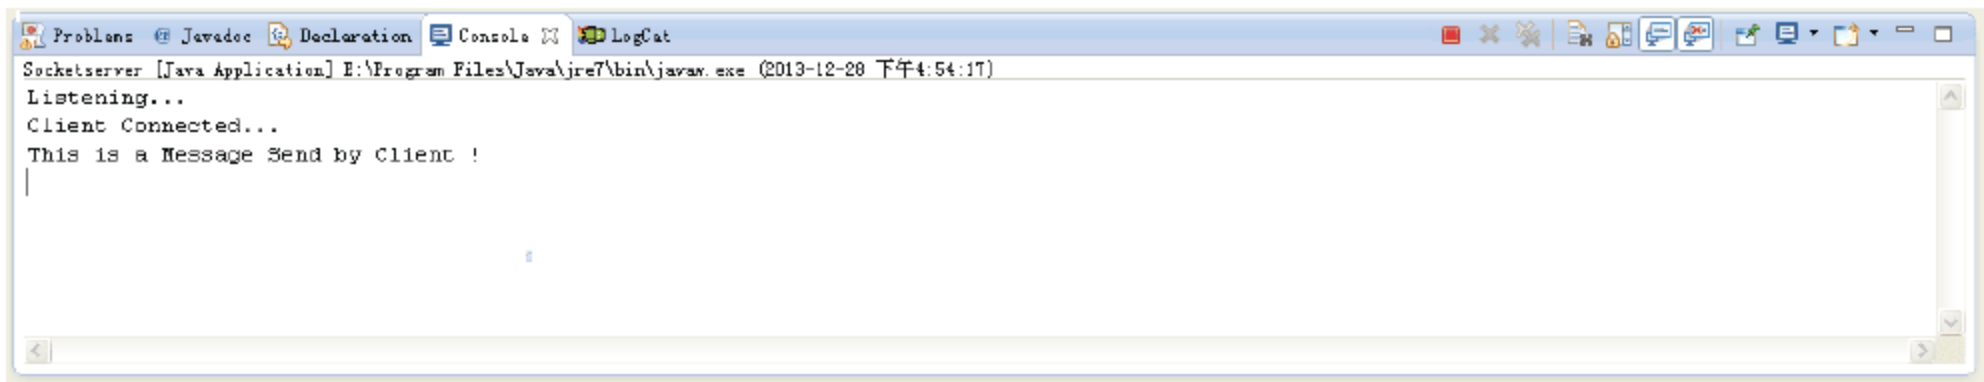 Problems @ Javadoc Declaration Console LogCat
Socketserver [Java Application] E:\Program Files\Java\jre7\bin\javaw.exe (2013-12-28 下午4:54:17)
Listening...
Client Connected...
This is a Message Send by Client !